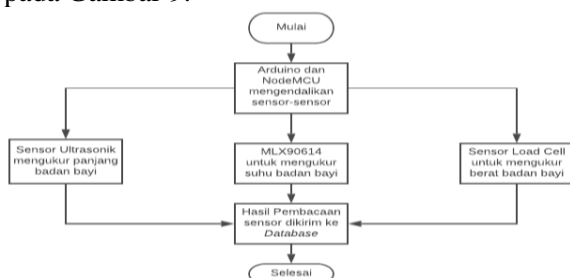 pada Gambar 9.
Mulai
Arduino dan
NodeMCU
mengendalikan
sensor-sensor
Sensor Ultrasonik
mengukur panjang
badan bayi
MLX90614
untuk mengukur
suhu badan bayi
Sensor Load Cell
untuk mengukur
berat badan bayi
Hasil Pembacaan
sensor dikirim ke
Database
Selesai